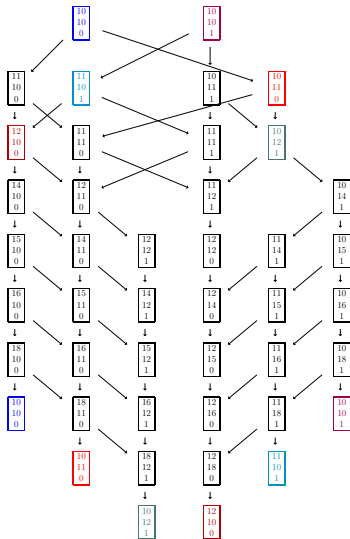 10 10
10 10
0 1
11 11 10 10
10 10 11 11
0 1 1 0
12 11 11 10
10 11 11 12
0 0 1 1
14 12 11 10
10 11 12 14
0 0 1 1
15 14 12 12 11 10
10 11 12 12 14 15
0 0 1 0 1 1
16 15 14 12 11 10
10 11 12 14 15 16
0 0 1 0 1 1
18 16 15 12 11 10
10 11 12 15 16 18
0 0 1 0 1 1
10 18 16 12 11 10
10 11 12 16 18 10
0 0 1 0 1 1
10 18 12 11
11 12 18 10
0 1 0 1
10 12
12 10
1 0